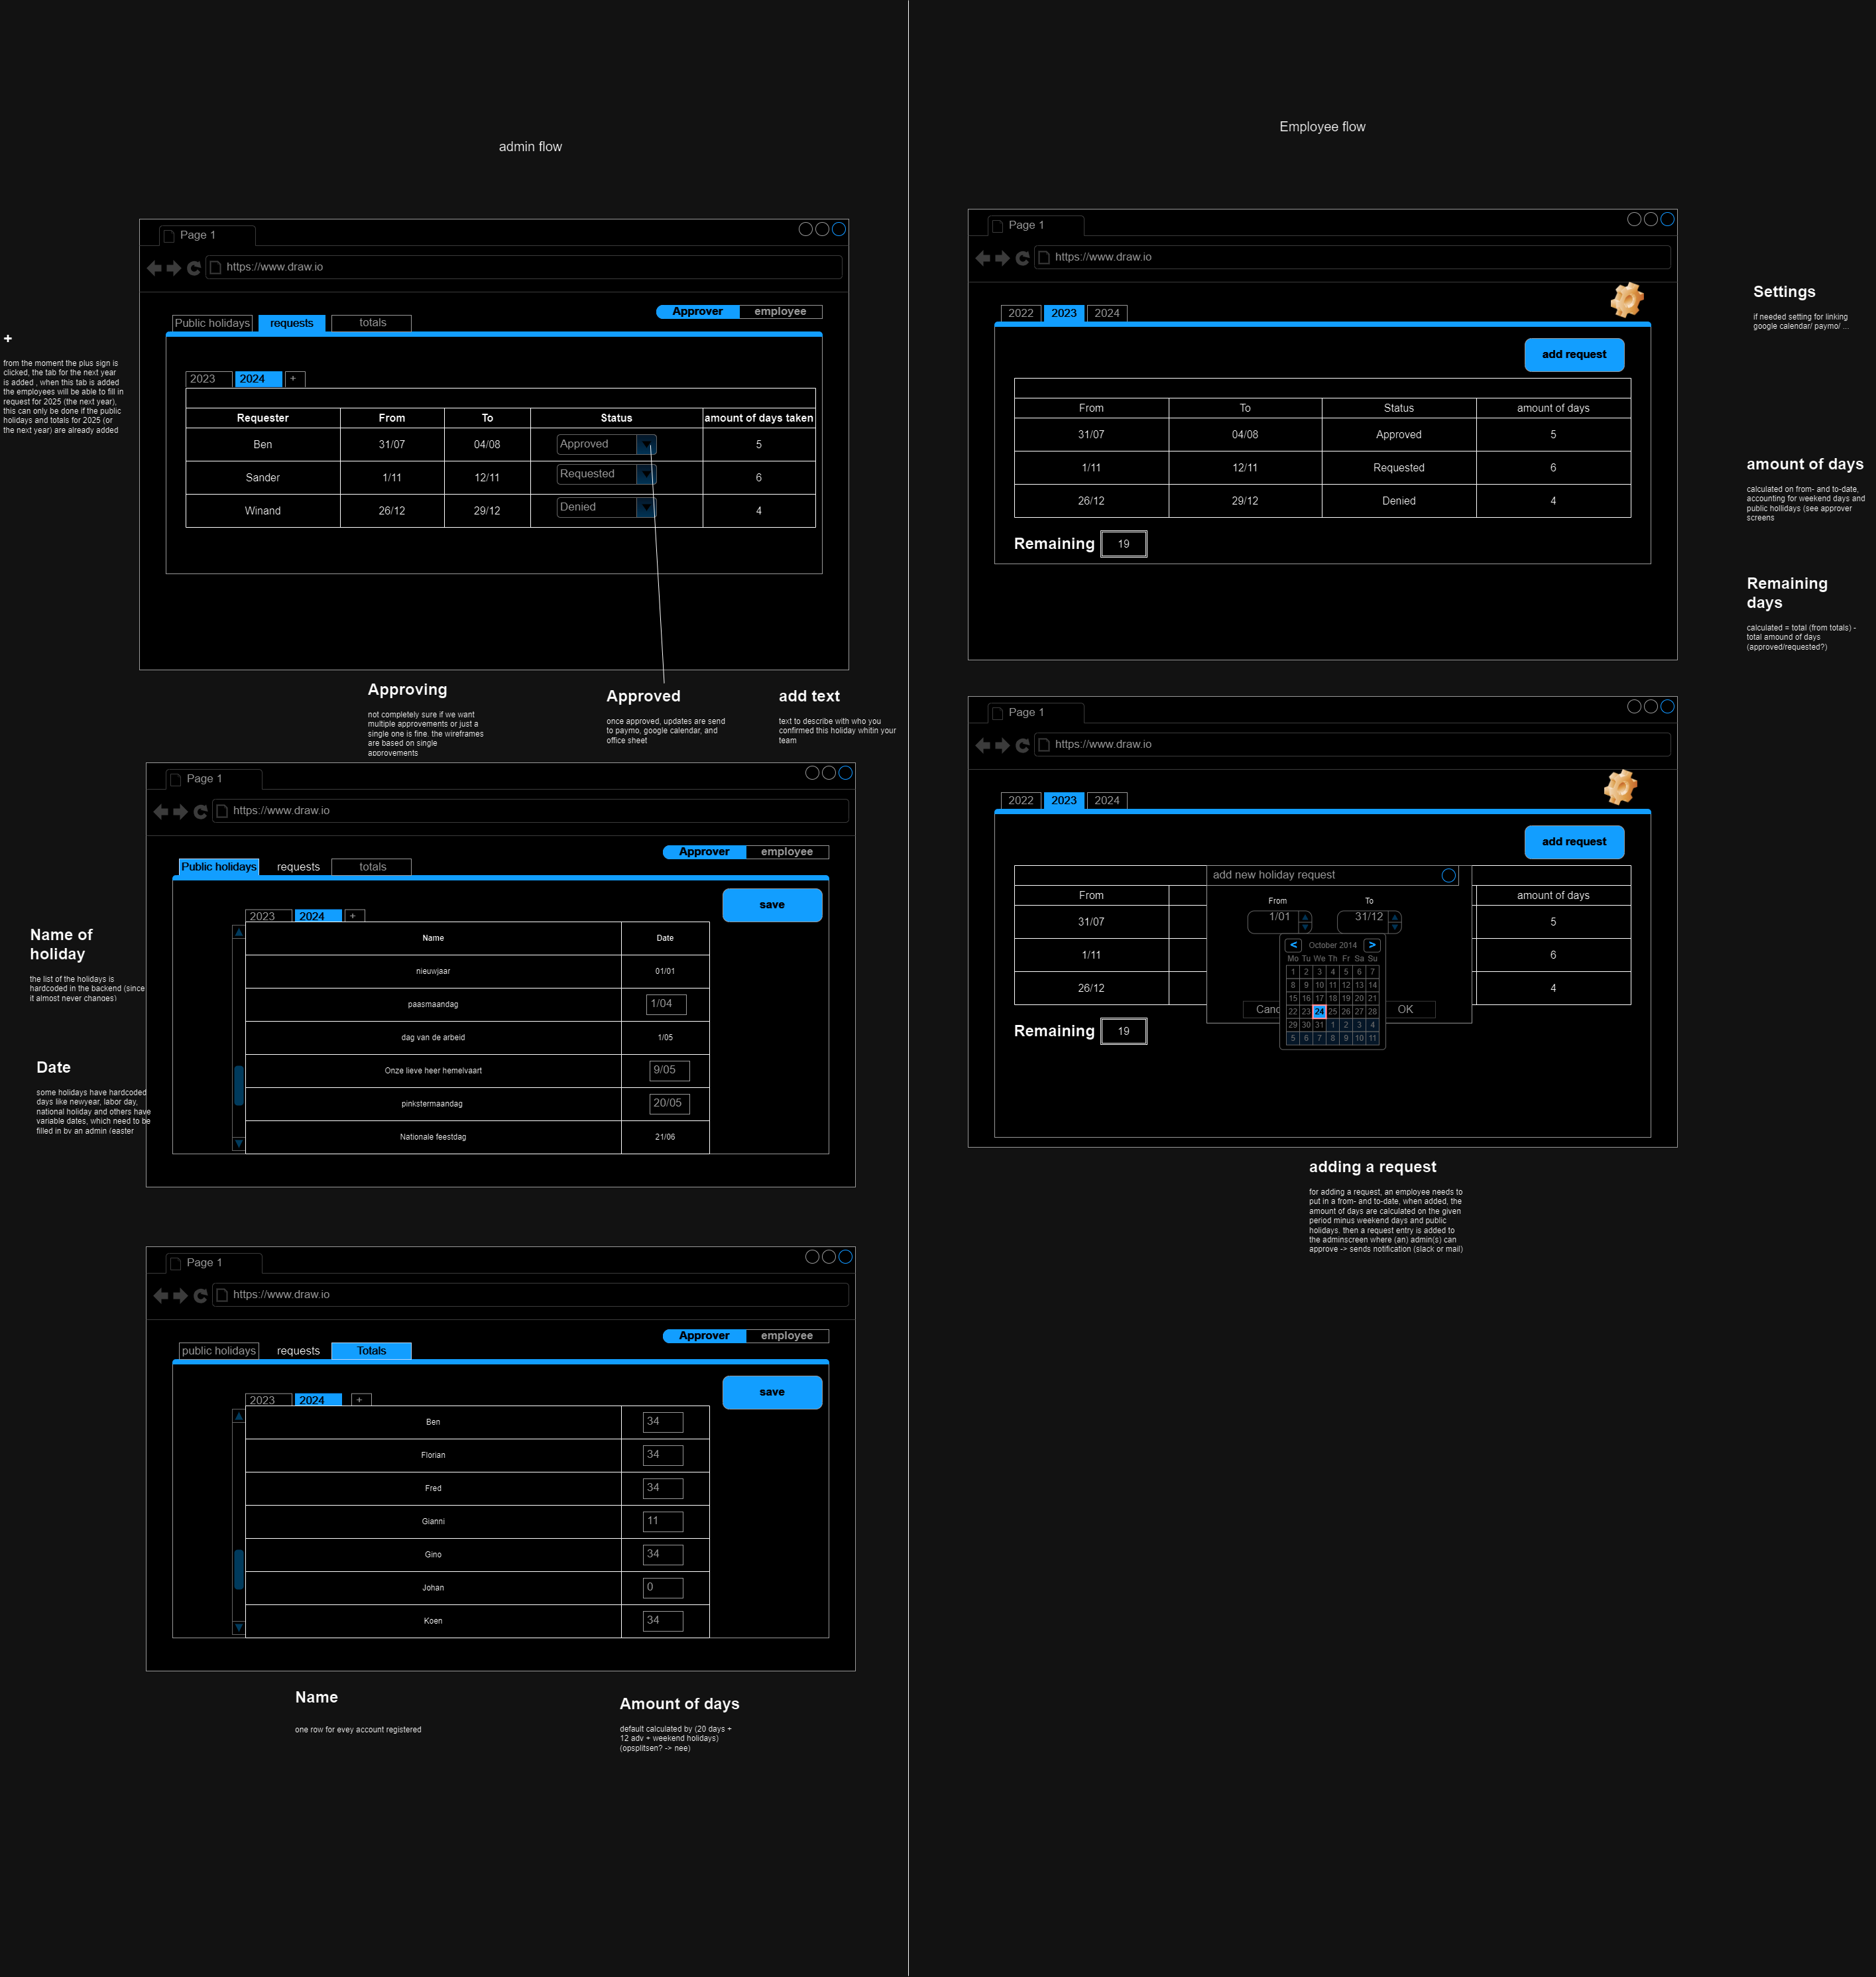 admin flow
Page 1
https://www.draw.io
Approver employee
Public holidays requests totals
2023 2024 +
Requester From To Status amount of days taken
Ben 31/07 04/08 Approved 5
Sander 1/11 12/11 Requested 6
Winand 26/12 29/12 Denied 4
+
from the moment the plus sign is
clicked, the tab for the next year
is added , when this tab is added
the employees will be able to fill in
request for 2025 (the next year),
this can only be done if the public
holidays and totals for 2025 (or
the next year) are already added
Approving
not completely sure if we want
multiple approvements or just a
single one is fine. the wireframes
are based on single
approvements
Approved
once approved, updates are send
to paymo, google calendar, and
office sheet
add text
text to describe with who you
confirmed this holiday whitin your
team
Page 1
https://www.draw.io
Approver employee
Public holidays requests totals
save
2023 2024 +
Name Date
nieuwjaar 01/01
paasmaandag 1/04
dag van de arbeid 1/05
Onze lieve heer hemelvaart 9/05
pinkstermaandag 20/05
Nationale feestdag 21/06
Name of
holiday
the list of the holidays is
hardcoded in the backend (since
it almost never changes)
Date
some holidays have hardcoded
days like newyear, labor day,
national holiday and others have
variable dates, which need to be
filled in by an admin (easter
Page 1
https://www.draw.io
Approver employee
public holidays requests Totals
save
2023 2024 +
Ben 34
Florian 34
Fred 34
Gianni 11
Gino 34
Johan 0
Koen 34
Name
one row for evey account registered
Amount of days
default calculated by (20 days +
12 adv + weekend holidays)
(opsplitsen? -> nee)
Employee flow
Page 1
https://www.draw.io
2022 2023 2024
add request
From To Status amount of days
31/07 04/08 Approved 5
1/11 12/11 Requested 6
26/12 29/12 Denied 4
Remaining 19
Settings
if needed setting for linking
google calendar/ paymo/ ...
amount of days
calculated on from- and to-date,
accounting for weekend days and
public hollidays (see approver
screens
Remaining
days
calculated = total (from totals) -
total amound of days
(approved/requested?)
Page 1
https://www.draw.io
2022 2023 2024
add request
add new holiday request
From amount of days
31/07 5
1/11 6
26/12 4
From To
1/01 31/12
< October 2014 >
Mo Tu We Th Fr Sa Su
1 2 3 4 5 6 7
8 9 10 11 12 13 14
15 16 17 18 19 20 21
22 23 24 25 26 27 28
29 30 31 1 2 3 4
5 6 7 8 9 10 11
Canc OK
Remaining 19
adding a request
for adding a request, an employee needs to
put in a from- and to-date, when added, the
amount of days are calculated on the given
period minus weekend days and public
holidays. then a request entry is added to
the adminscreen where (an) admin(s) can
approve -> sends notification (slack or mail)